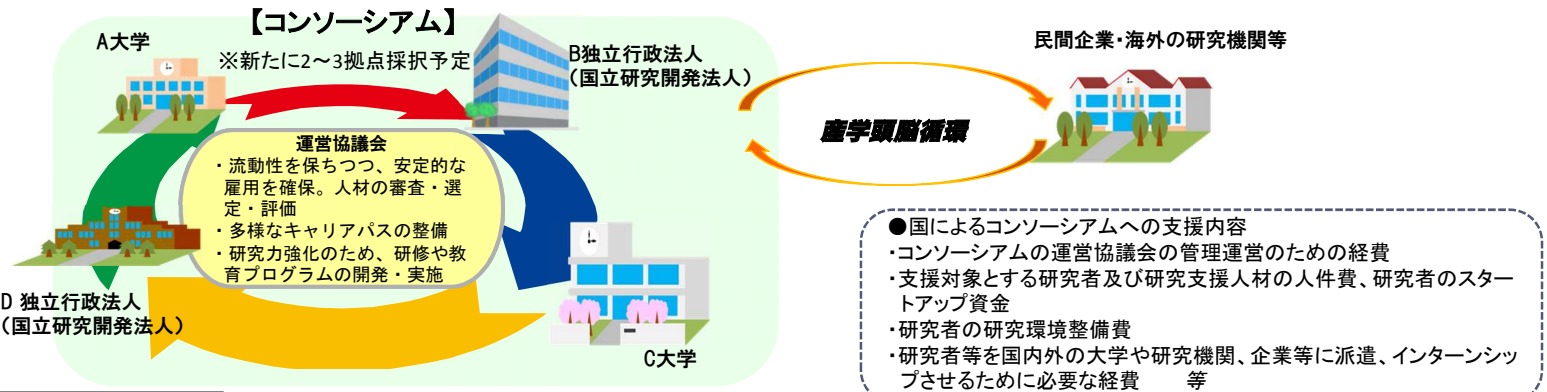 【コンソーシアム】
※新たに2～3拠点採択予定
A大学
B独立行政法人
（国立研究開発法人）
運営協議会
・流動性を保ちつつ、安定的な
雇用を確保。人材の審査・選
定・評価
・多様なキャリアパスの整備
・研究力強化のため、研修や教
育プログラムの開発・実施
D 独立行政法人
（国立研究開発法人）
C大学
産学頭脳循環
民間企業・海外の研究機関等
●国によるコンソーシアムへの支援内容
・コンソーシアムの運営協議会の管理運営のための経費
・支援対象とする研究者及び研究支援人材の人件費、研究者のスター
トアップ資金
・研究者の研究環境整備費
・研究者等を国内外の大学や研究機関、企業等に派遣、インターンシッ
プさせるために必要な経費　　等